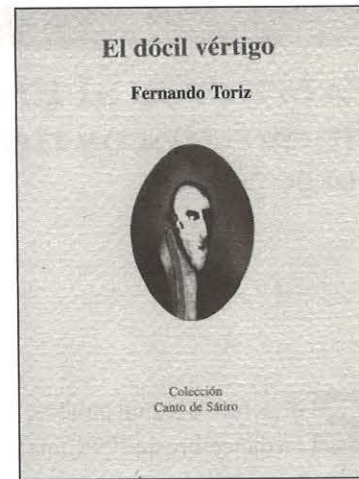 El dócil vértigo
Fernando Toriz
Colección
Canto de Sátiro